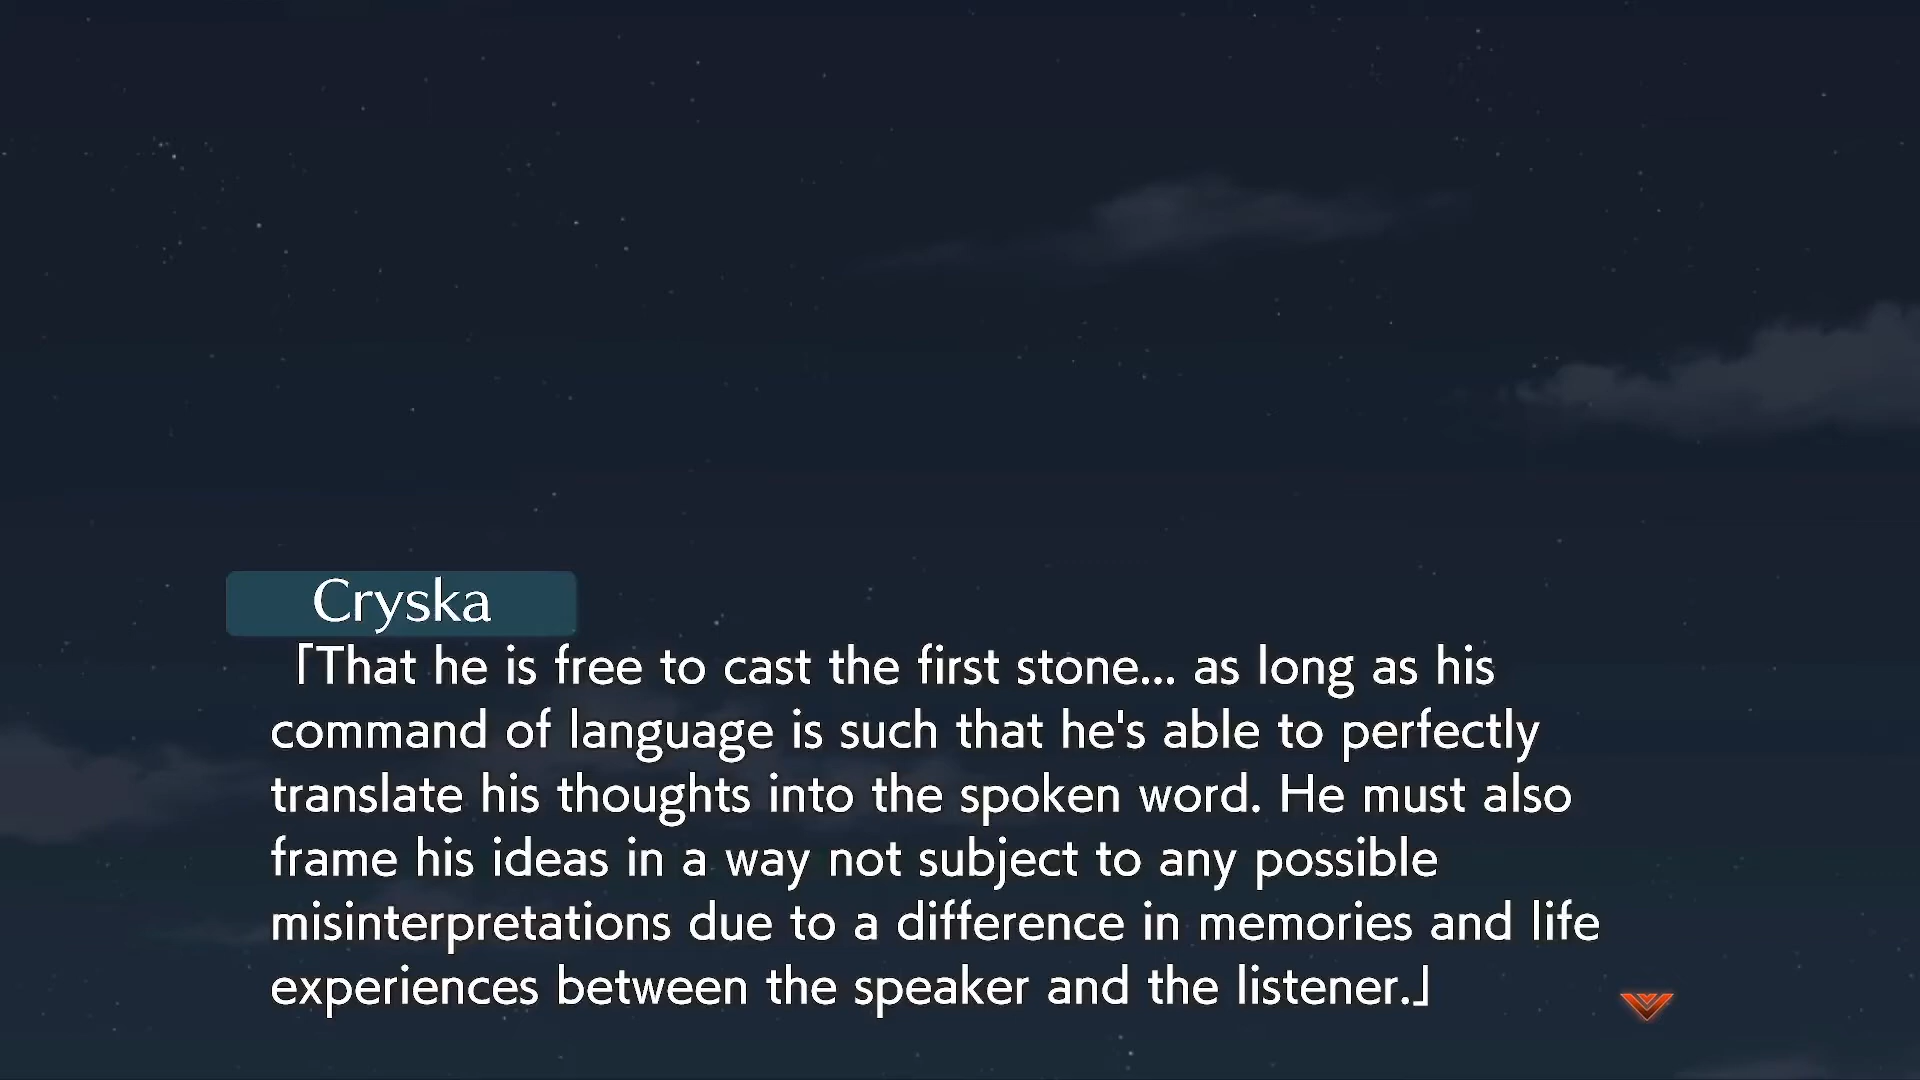 Cryska
「That he is free to cast the first stone... as long as his
command of language is such that he's able to perfectly
translate his thoughts into the spoken word. He must also
frame his ideas in a way not subject to any possible
misinterpretations due to a difference in memories and life
experiences between the speaker and the listener.」